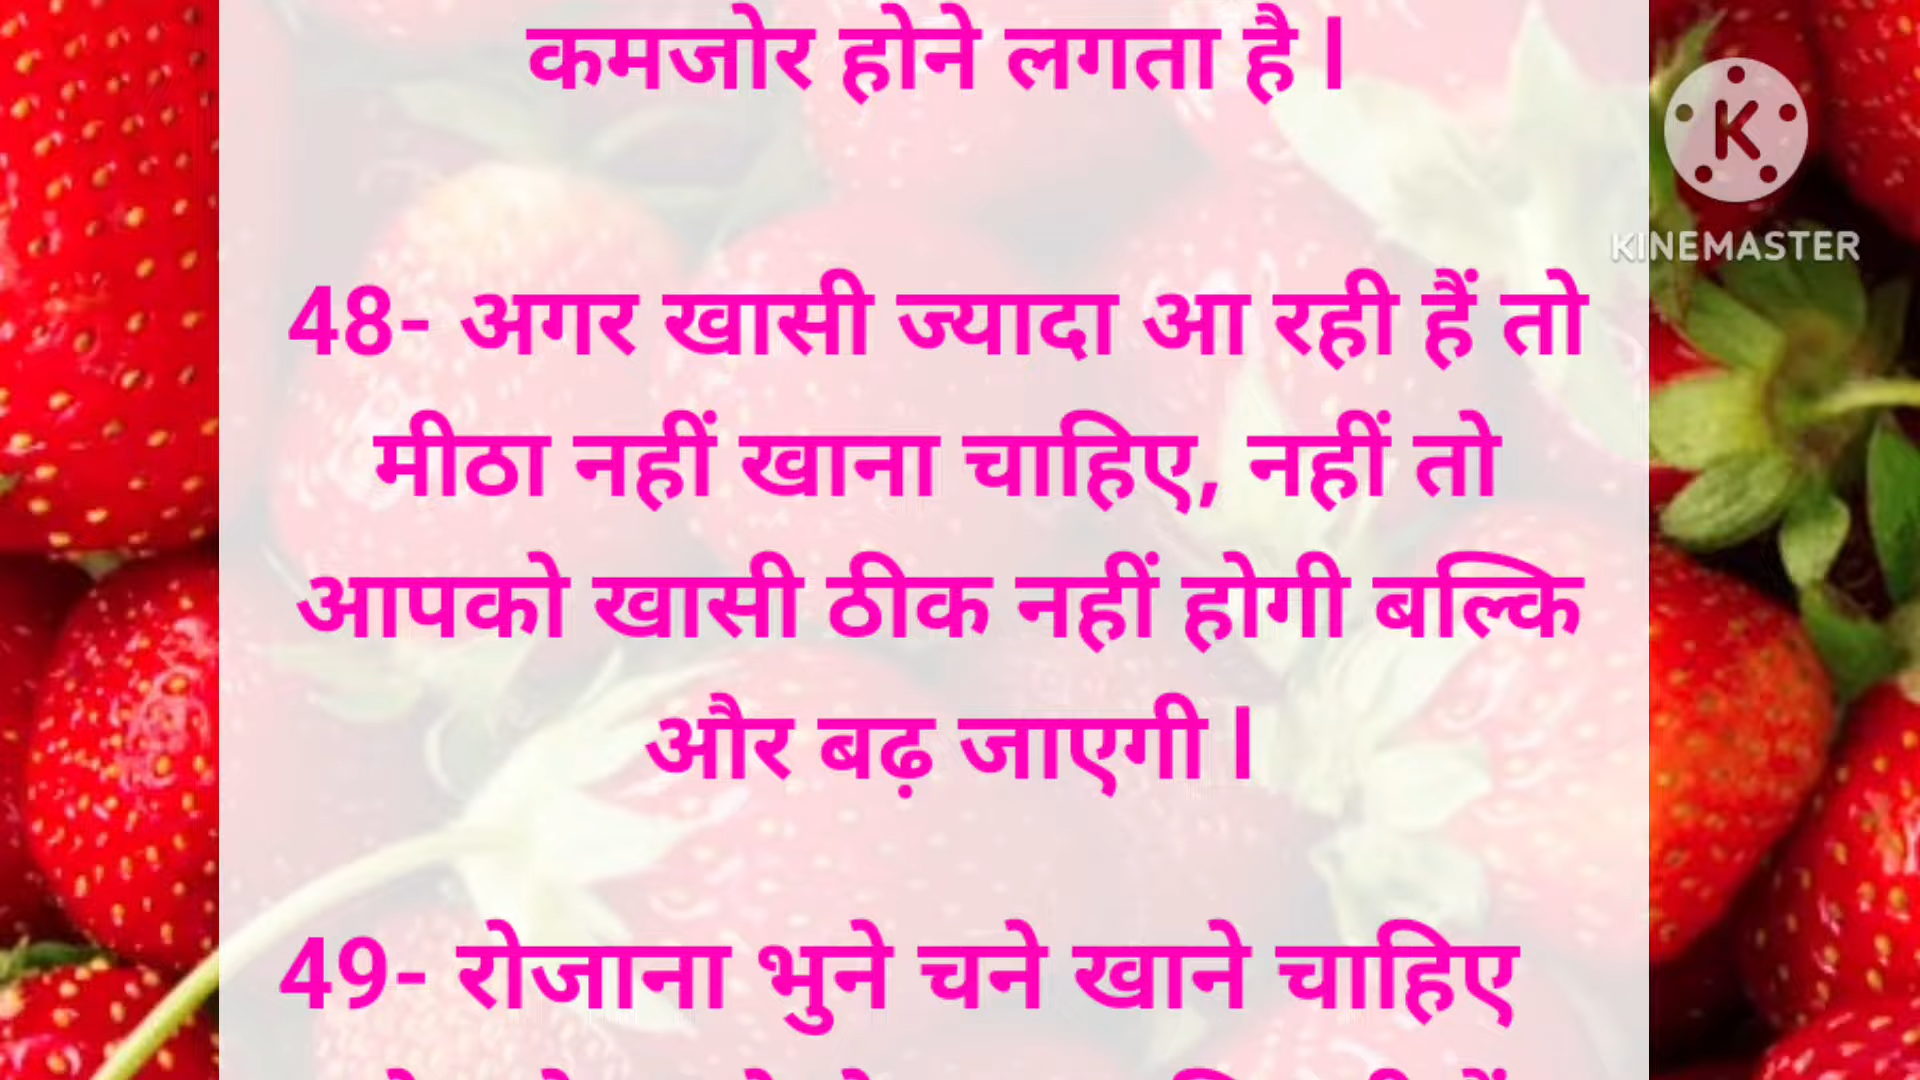 कमजोर होने लगता है l
K
KINEMASTER
48- अगर खासी ज्यादा आ रही हैं तो
मीठा नहीं खाना चाहिए, नहीं तो
आपको खासी ठीक नहीं होगी बल्कि
और बढ़ जाएगी l
49- रोजाना भुने चने खाने चाहिए